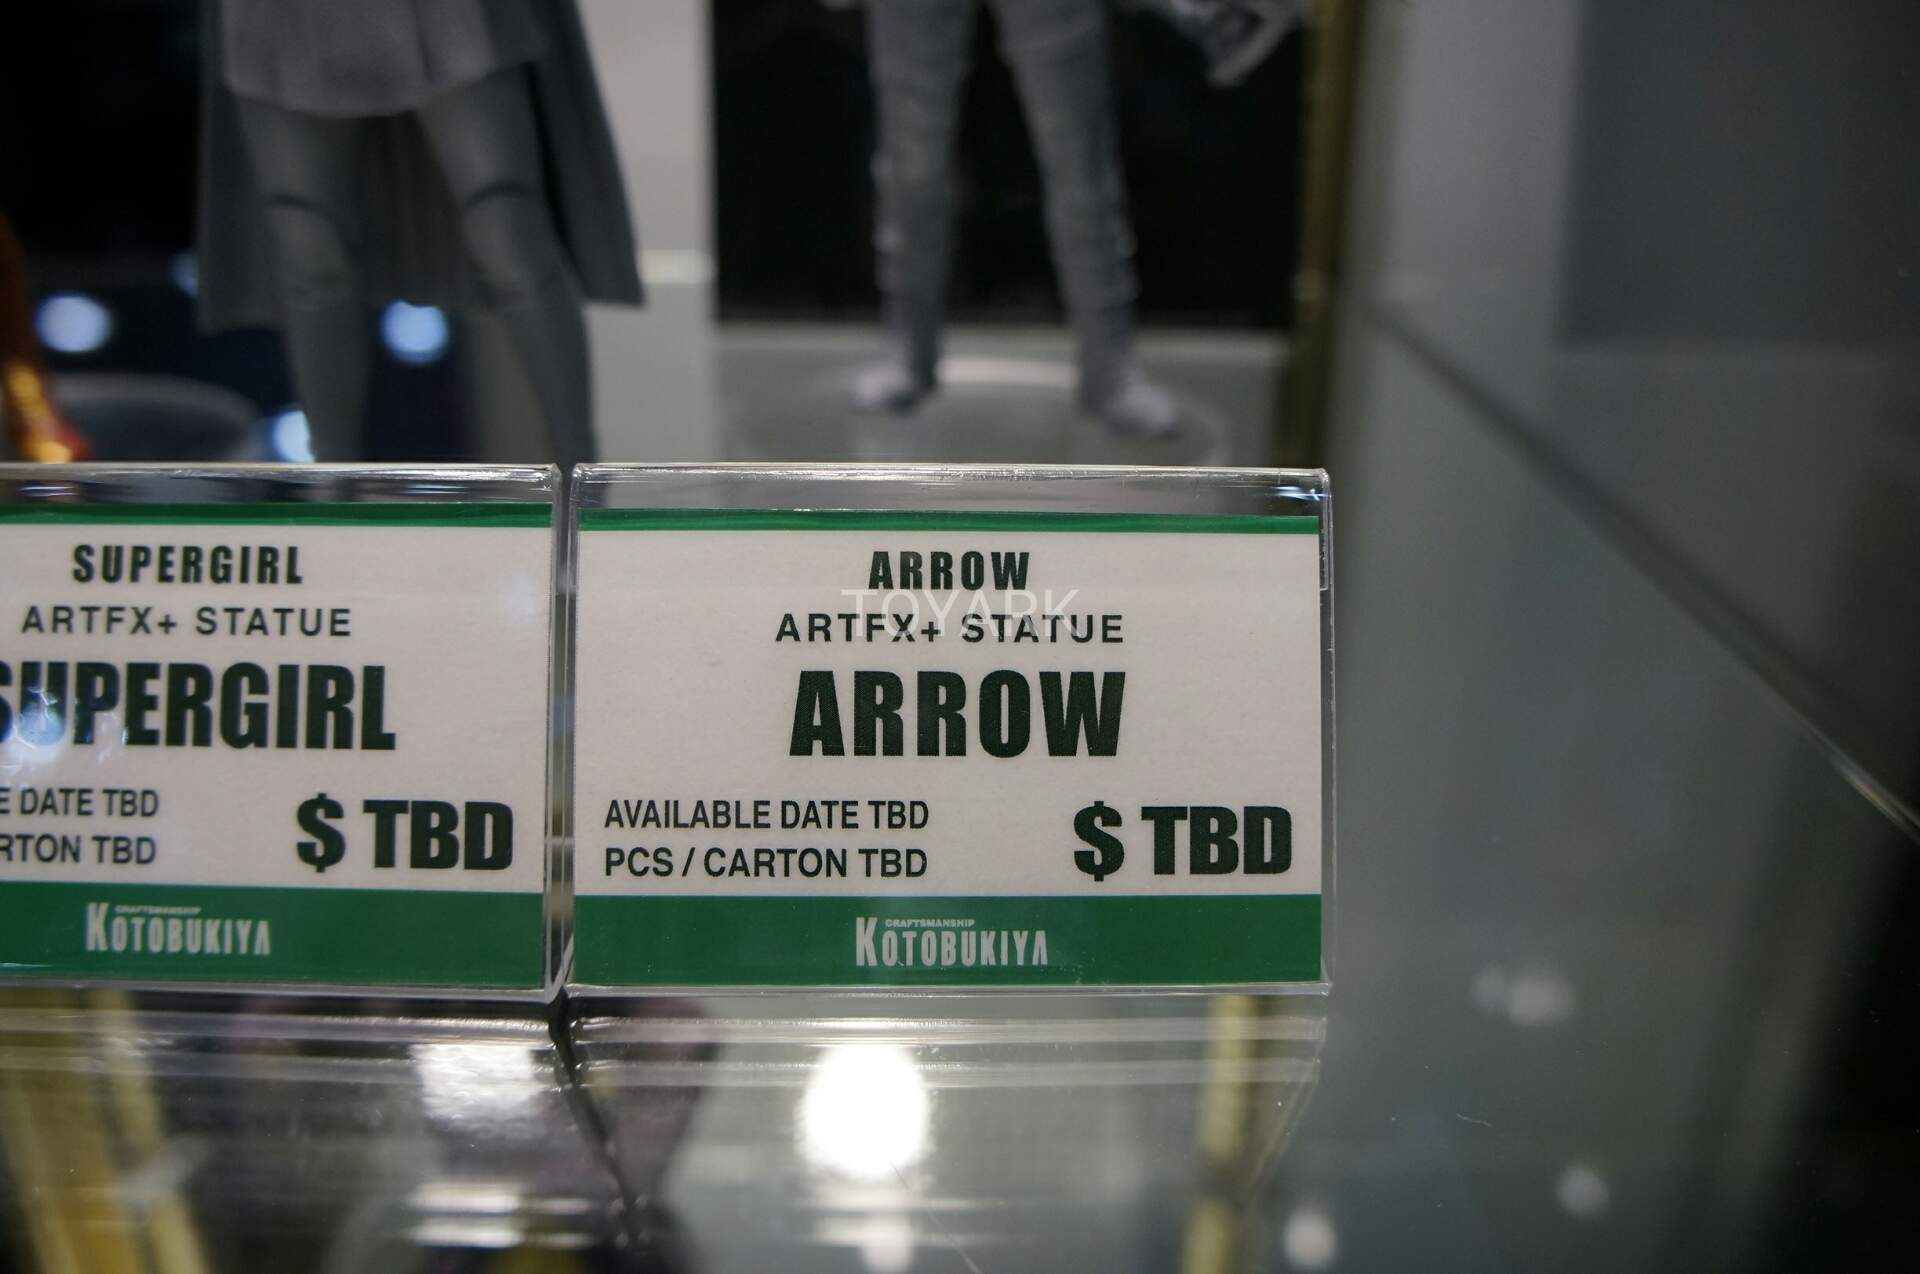 SUPERGIRL
ARTFX+ STATUE
SUPERGIRL
E DATE TBD
RTON TBD
$ TBD
CRAFTSMANSHIP
KOTOBUKIYA
ARROW
TOYARK
ARTFX+ STATUE
ARROW
AVAILABLE DATE TBD
PCS / CARTON TBD
$ TBD
CRAFTSMANSHIP
KOTOBUKIYA